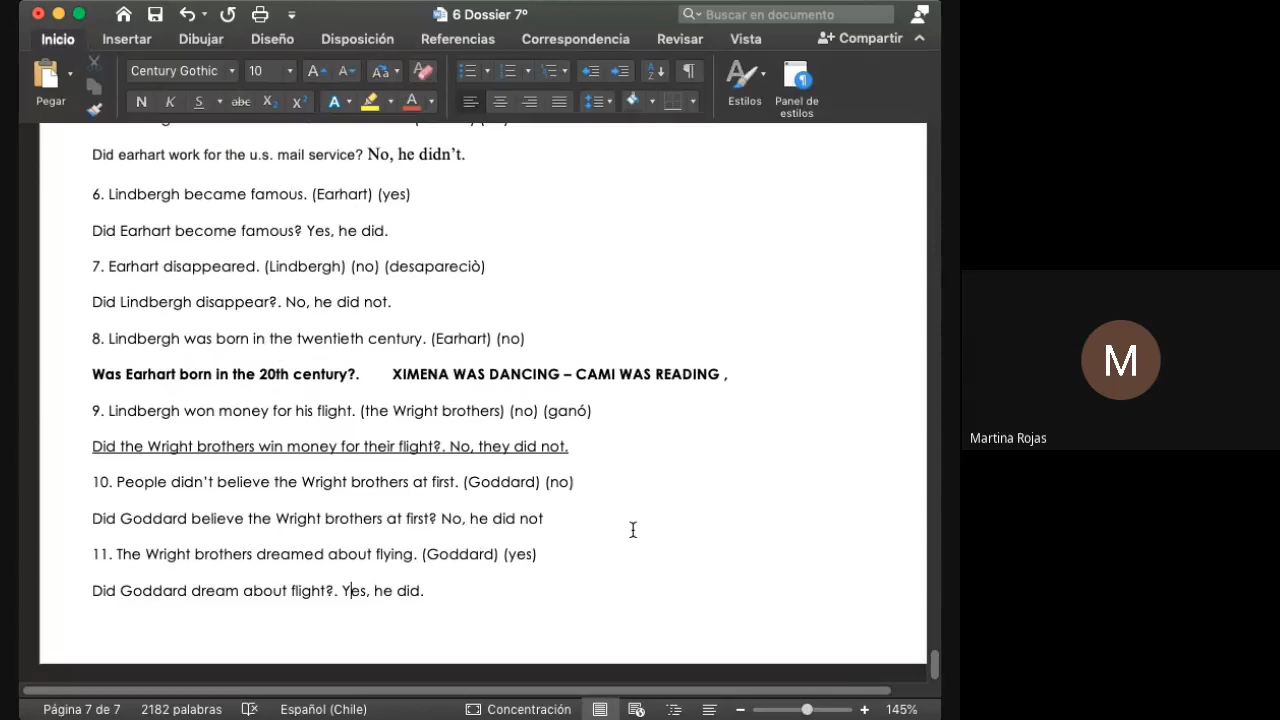 6 Dossier 7º
Buscar en documento
Inicio Insertar Dibujar Diseño Disposición Referencias Correspondencia Revisar Vista Compartir
Pegar Century Gothic 10 Estilos Panel de estilos
N K S abc X₂ X² A A
Did earhart work for the u.s. mail service? No, he didn't.
6. Lindbergh became famous. (Earhart) (yes)
Did Earhart become famous? Yes, he did.
7. Earhart disappeared. (Lindbergh) (no) (desapareciò)
Did Lindbergh disappear?. No, he did not.
8. Lindbergh was born in the twentieth century. (Earhart) (no)
Was Earhart born in the 20th century?. XIMENA WAS DANCING – CAMI WAS READING ,
9. Lindbergh won money for his flight. (the Wright brothers) (no) (ganó)
Did the Wright brothers win money for their flight?. No, they did not.
10. People didn't believe the Wright brothers at first. (Goddard) (no)
Did Goddard believe the Wright brothers at first? No, he did not
11. The Wright brothers dreamed about flying. (Goddard) (yes)
Did Goddard dream about flight?. Yes, he did.
Página 7 de 7 2182 palabras Español (Chile) Concentración 145%
M
Martina Rojas